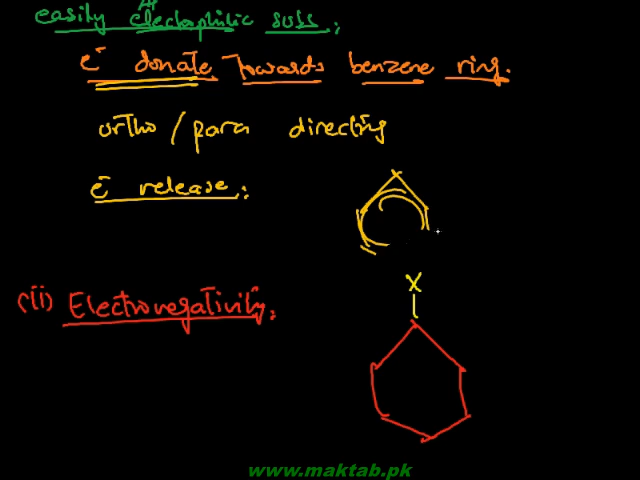 easily electrophilic subs:
e⁻ donate Towards benzene ring.
ortho / para directing
e⁻ release:
X
(ii) Electronegativity:
www.maktab.pk